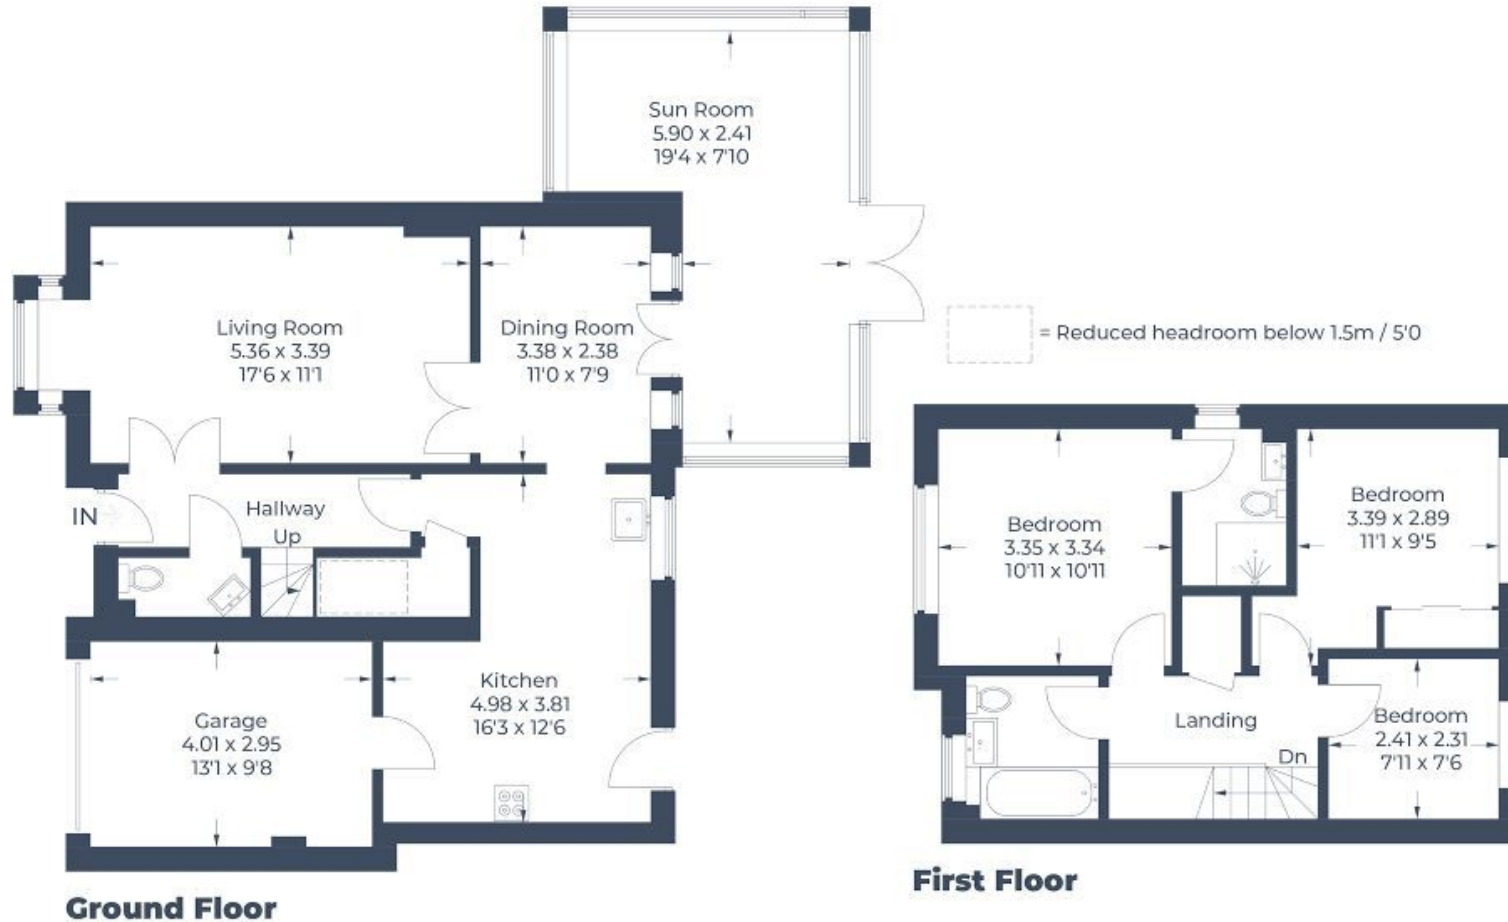 Sun Room
5.90 x 2.41
19'4 x 7'10
Living Room
5.36 x 3.39
17'6 x 11'1
Dining Room
3.38 x 2.38
11'0 x 7'9
= Reduced headroom below 1.5m / 5'0
IN
Hallway
Up
Kitchen
4.98 x 3.81
16'3 x 12'6
Garage
4.01 x 2.95
13'1 x 9'8
Ground Floor
Bedroom
3.35 x 3.34
10'11 x 10'11
Bedroom
3.39 x 2.89
11'1 x 9'5
Landing
Dn
Bedroom
2.41 x 2.31
7'11 x 7'6
First Floor